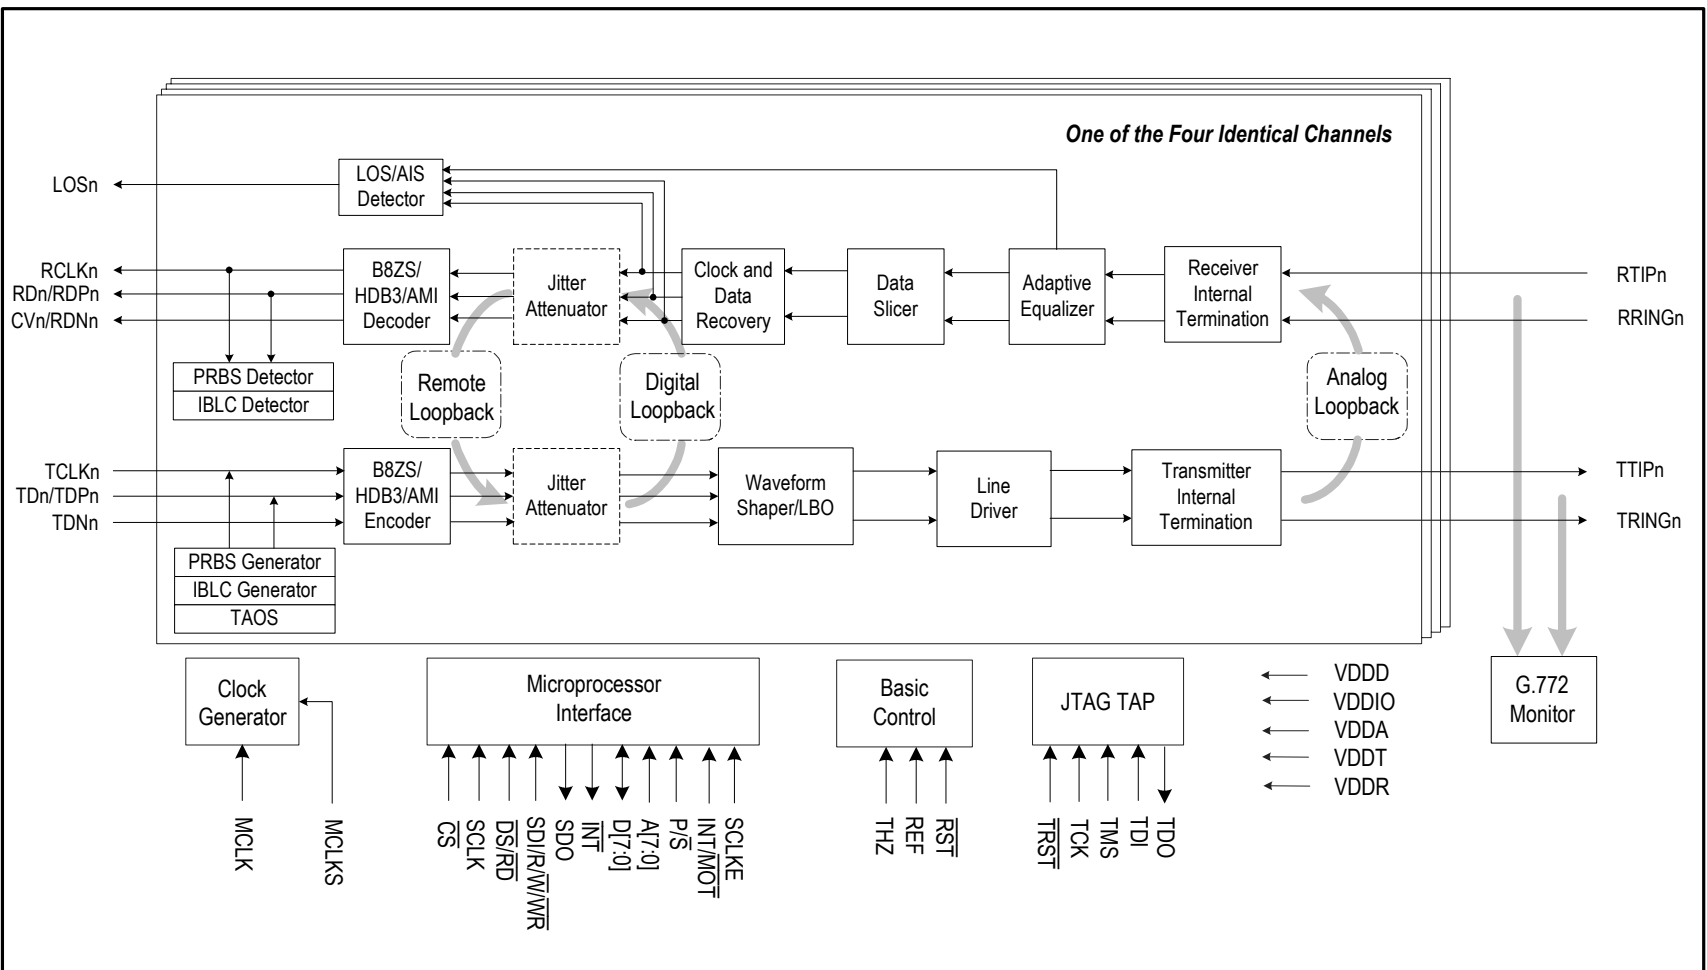 One of the Four Identical Channels
LOSn
LOS/AIS
Detector
RCLKn
RDn/RDPn
CVn/RDNn
B8ZS/
HDB3/AMI
Decoder
Jitter
Attenuator
Clock and
Data
Recovery
Data
Slicer
Adaptive
Equalizer
Receiver
Internal
Termination
RTIPn
RRINGn
PRBS Detector
IBLC Detector
Remote
Loopback
Digital
Loopback
Analog
Loopback
TCLKn
TDn/TDPn
TDNn
B8ZS/
HDB3/AMI
Encoder
Jitter
Attenuator
Waveform
Shaper/LBO
Line
Driver
Transmitter
Internal
Termination
TTIPn
TRINGn
PRBS Generator
IBLC Generator
TAOS
Clock
Generator
Microprocessor
Interface
Basic
Control
JTAG TAP
VDDD
VDDIO
VDDA
VDDT
VDDR
G.772
Monitor
MCLK
MCLKS
CS
SCLK
DS/RD
SDI/R/W/WR
SDO
INT
D[7:0]
A[7:0]
P/S
INT/MOT
SCLKE
THZ
REF
RST
TRST
TCK
TMS
TDI
TDO